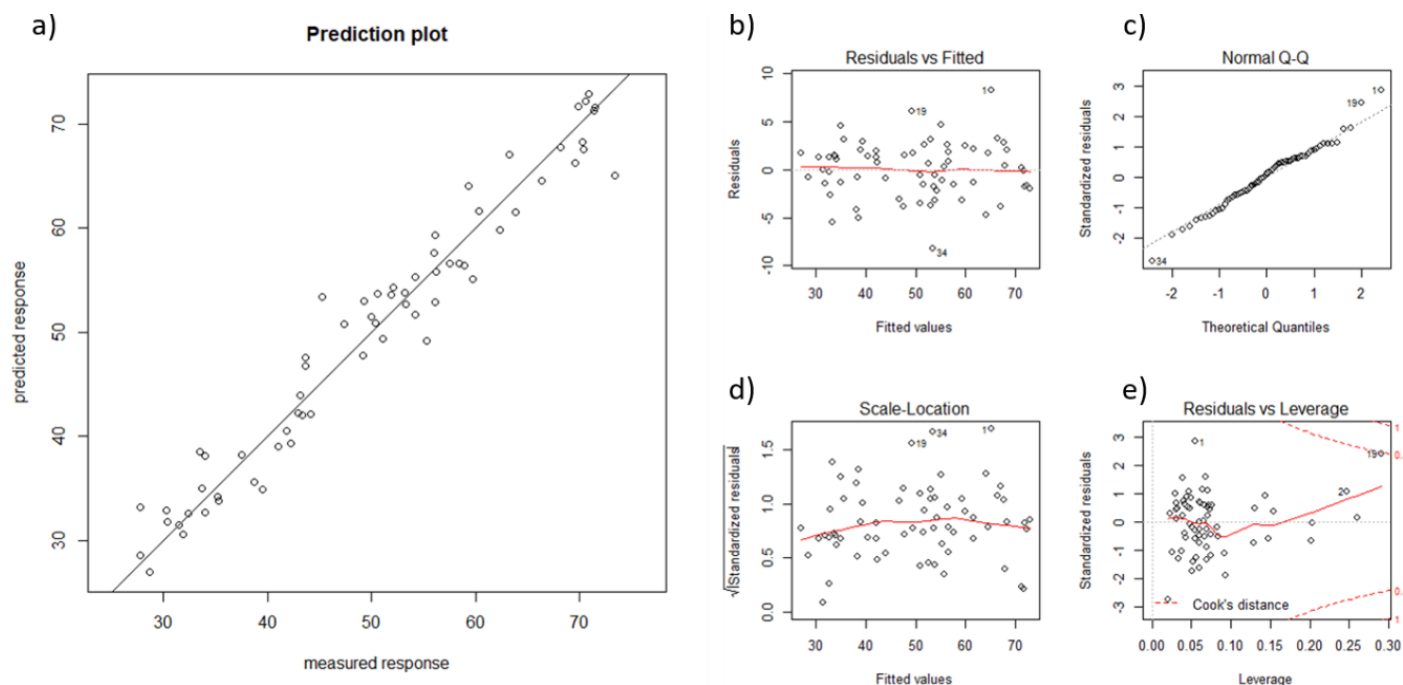 a)
Prediction plot
70
60
50
40
30
predicted response
30 40 50 60 70
measured response
b)
Residuals vs Fitted
10
5
0
-5
-10
Residuals
1
19
34
30 40 50 60 70
Fitted values
c)
Normal Q-Q
3
2
1
0
-1
-2
Standardized residuals
1
19
34
-2 -1 0 1 2
Theoretical Quantiles
d)
Scale-Location
1.5
1.0
0.5
0.0
√|Standardized residuals|
19
34
1
30 40 50 60 70
Fitted values
e)
Residuals vs Leverage
3
2
1
0
-1
-2
-3
Standardized residuals
1
19
2
1
0.
0.
1
Cook's distance
0.00 0.05 0.10 0.15 0.20 0.25 0.30
Leverage